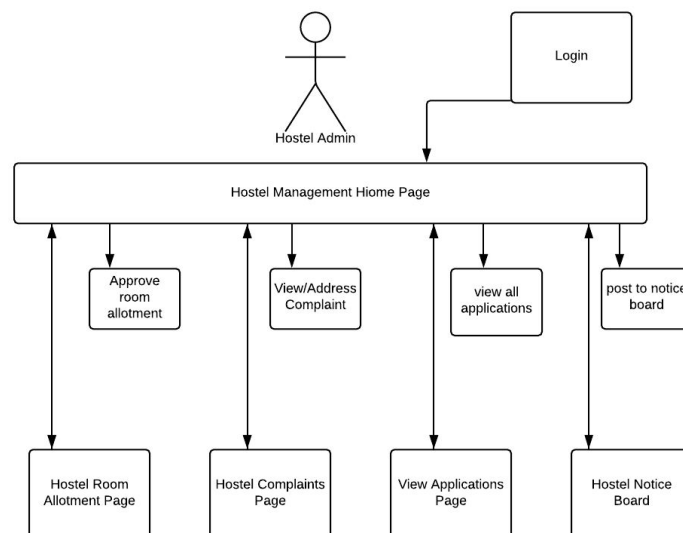 Login
Hostel Admin
Hostel Management Hiome Page
Approve
room
allotment
View/Address
Complaint
view all
applications
post to notice
board
Hostel Room
Allotment Page
Hostel Complaints
Page
View Applications
Page
Hostel Notice
Board